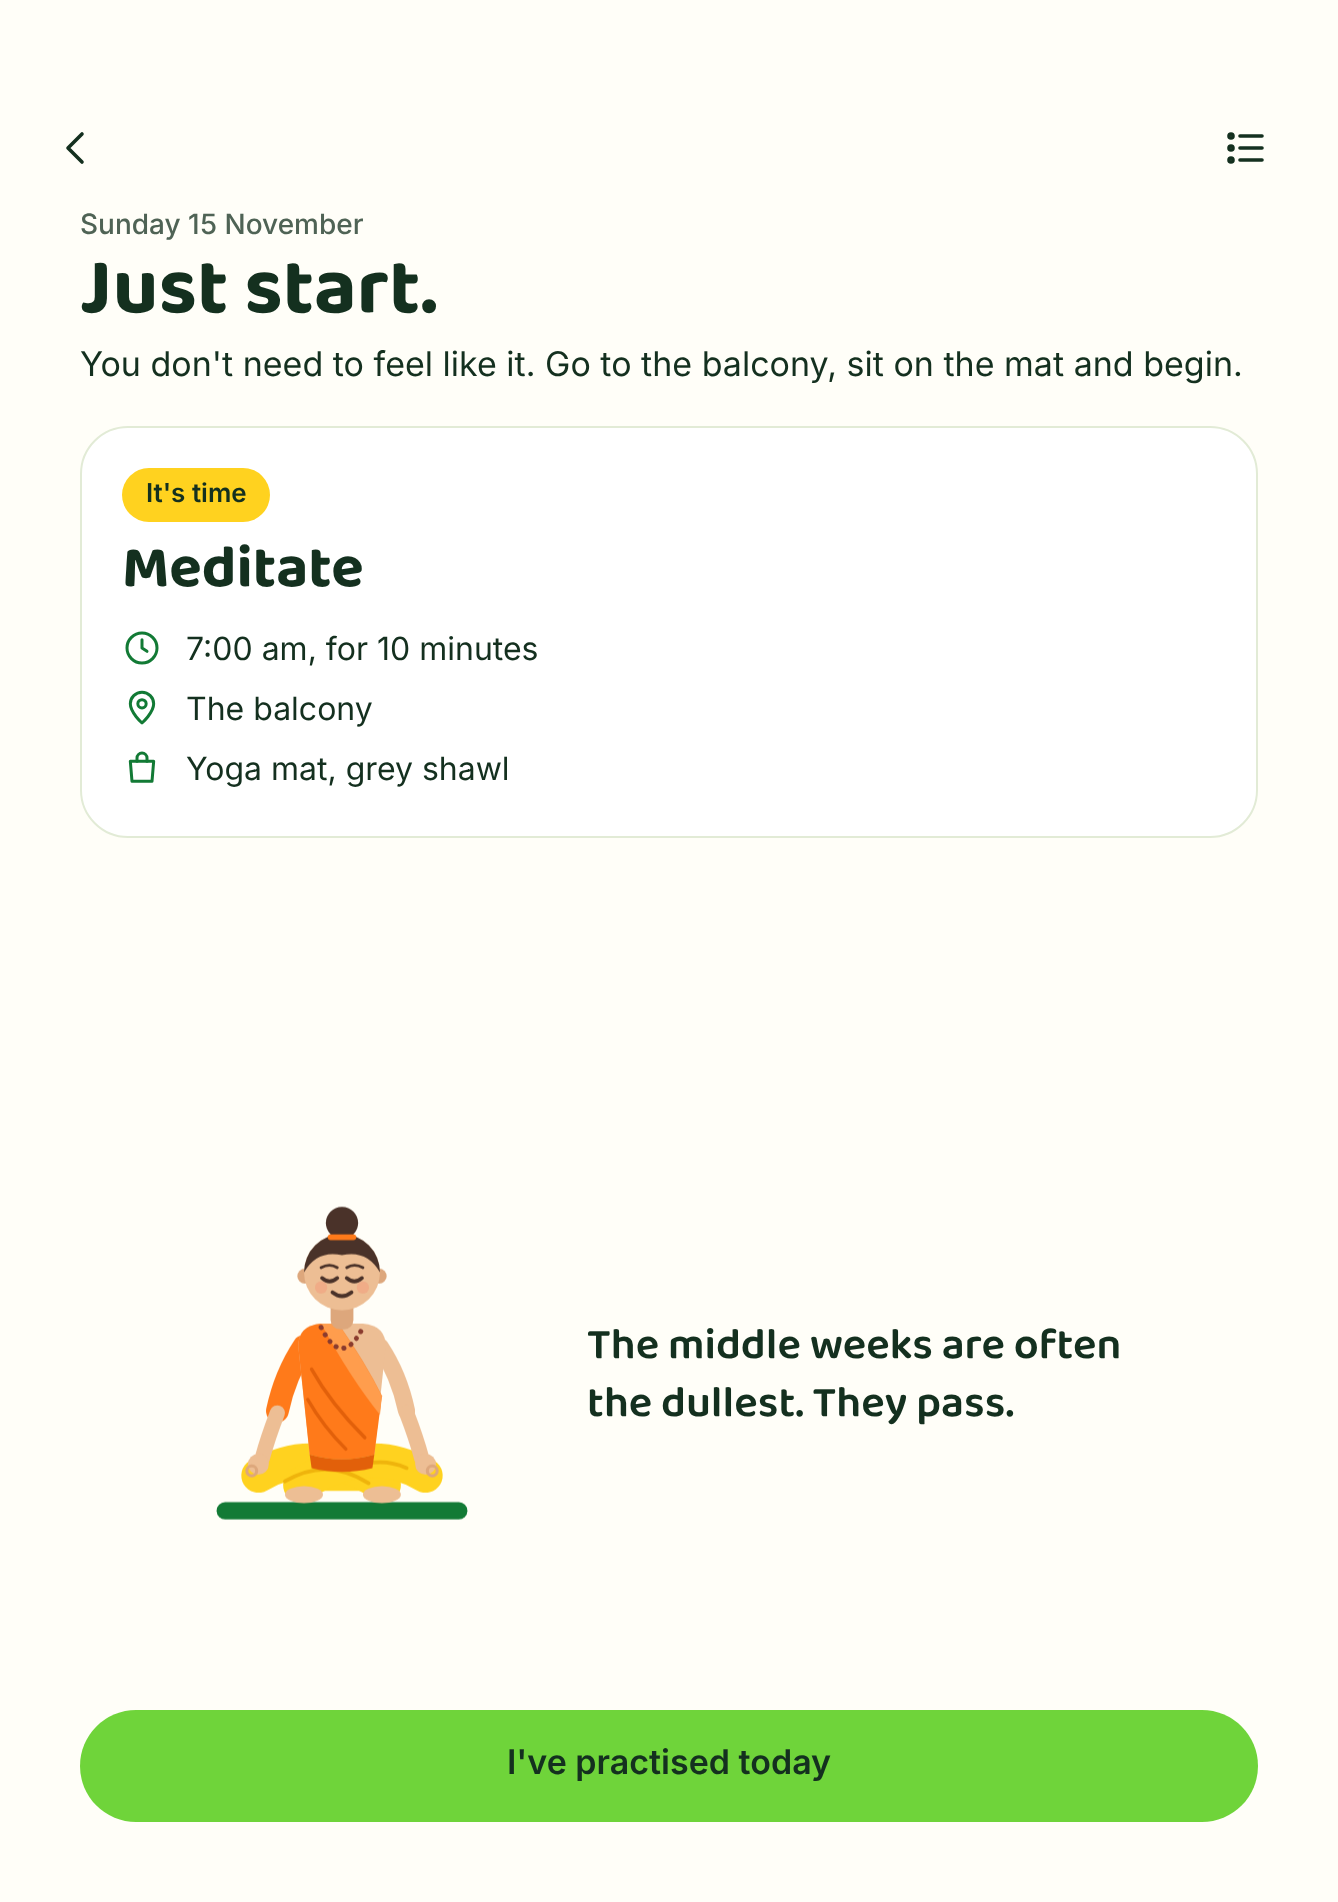 Sunday 15 November
Just start.
You don't need to feel like it. Go to the balcony, sit on the mat and begin.
It's time
Meditate
7:00 am, for 10 minutes
The balcony
Yoga mat, grey shawl
The middle weeks are often
the dullest. They pass.
I've practised today